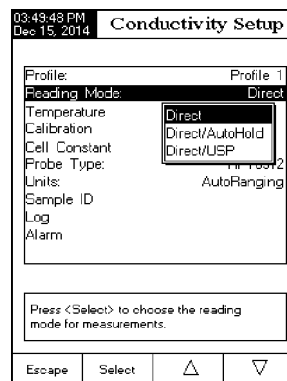 03:49:48 PM
Dec 15, 2014
Conductivity Setup
Profile: Profile 1
Reading Mode: Direct
Temperature
Direct
Calibration
Direct/AutoHold
Cell Constant
Direct/USP
Probe Type:
Units: AutoRanging
Sample ID
Log
Alarm
Press <Select> to choose the reading
mode for measurements.
Escape Select △ ▽